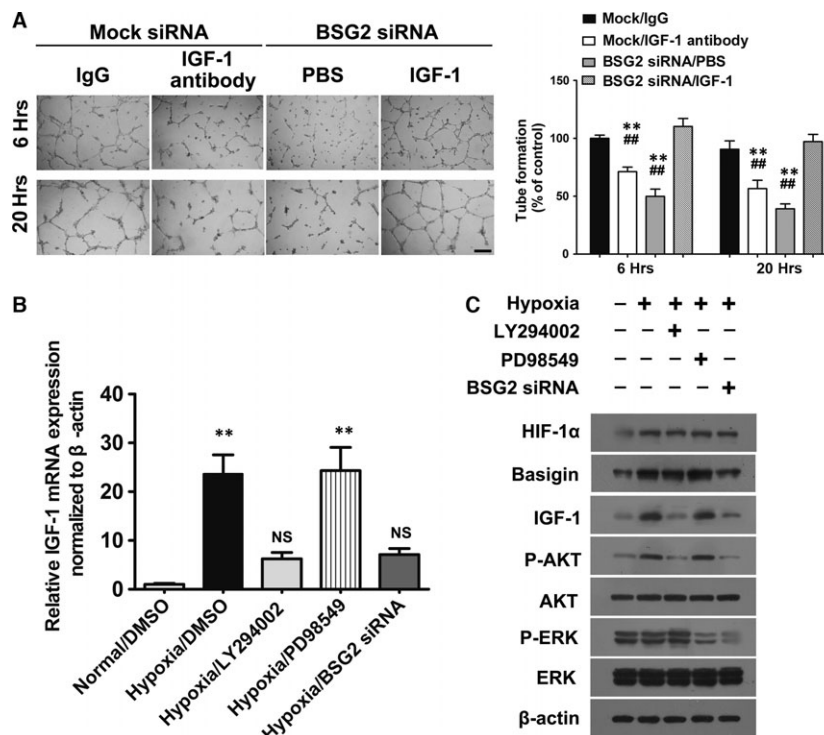 A
Mock siRNA
BSG2 siRNA
IgG
IGF-1
antibody
PBS
IGF-1
6 Hrs
20 Hrs
Mock/IgG
Mock/IGF-1 antibody
BSG2 siRNA/PBS
BSG2 siRNA/IGF-1
Tube formation
(% of control)
150
100
50
0
**
##
**
##
**
##
**
##
6 Hrs
20 Hrs
B
Relative IGF-1 mRNA expression
normalized to β -actin
40
30
20
10
0
**
NS
**
NS
Normal/DMSO
Hypoxia/DMSO
Hypoxia/LY294002
Hypoxia/PD98549
Hypoxia/BSG2 siRNA
C
Hypoxia – + + + +
LY294002 – – + – –
PD98549 – – – + –
BSG2 siRNA – – – – +
HIF-1α
Basigin
IGF-1
P-AKT
AKT
P-ERK
ERK
β-actin